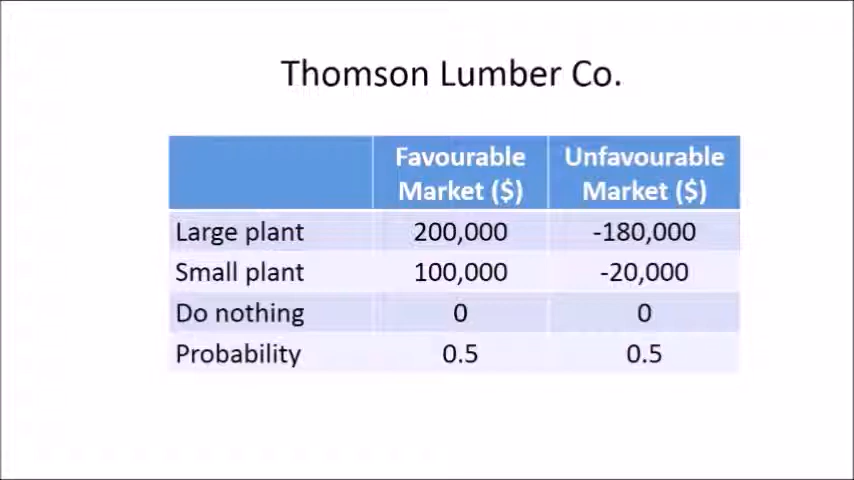 Thomson Lumber Co.
Favourable Market ($) Unfavourable Market ($)
Large plant 200,000 -180,000
Small plant 100,000 -20,000
Do nothing 0 0
Probability 0.5 0.5